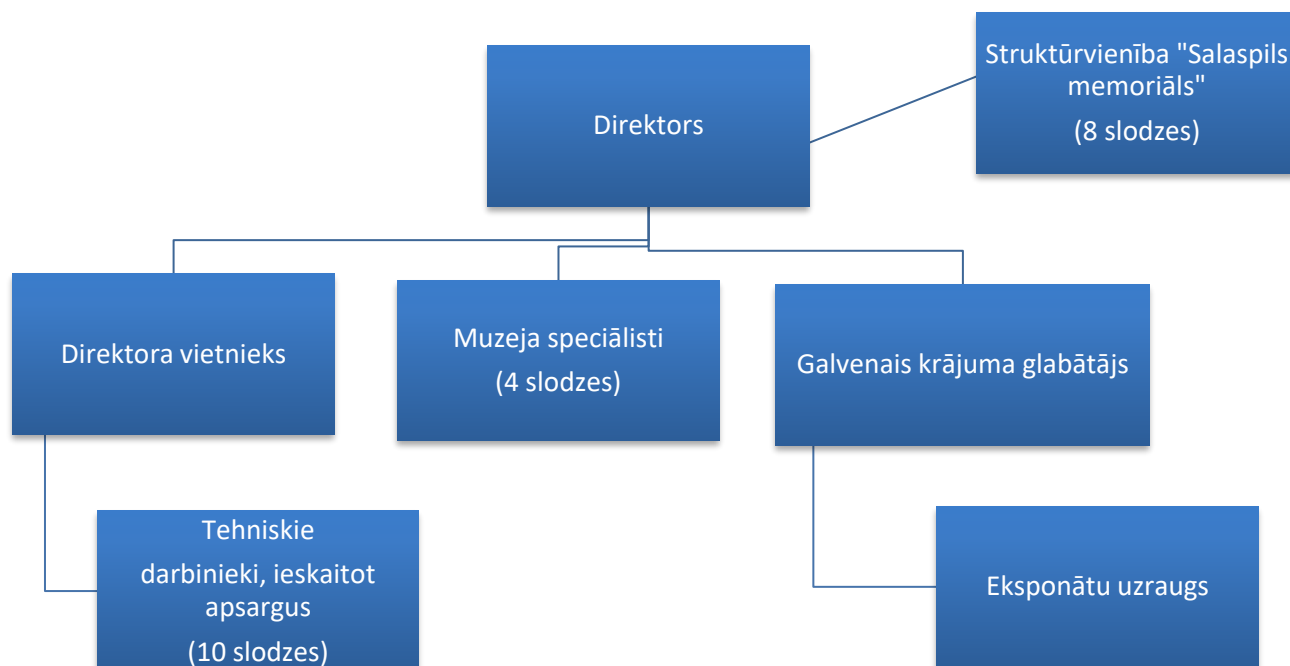 Direktors
Struktūrvienība "Salaspils
memoriāls"
(8 slodzes)
Direktora vietnieks
Muzeja speciālisti
(4 slodzes)
Galvenais krājuma glabātājs
Tehniskie
darbinieki, ieskaitot
apsargus
(10 slodzes)
Eksponātu uzraugs